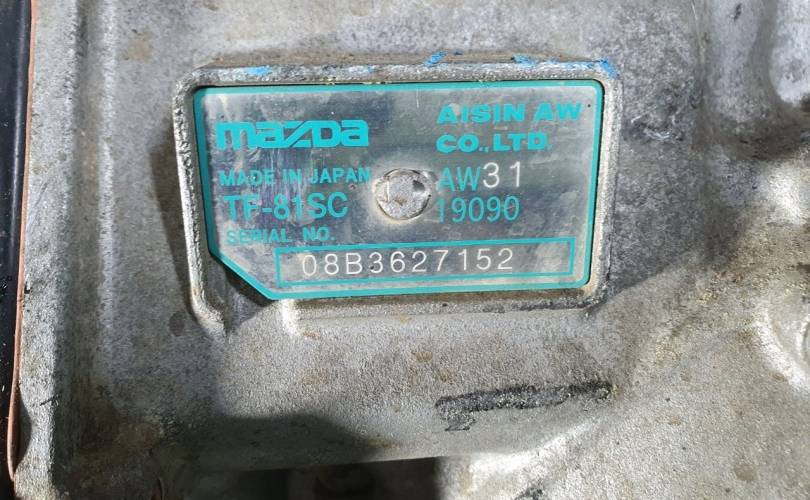 mazda
AISIN AW
CO.,LTD.
MADE IN JAPAN
AW31
TF-81SC
19090
SERIAL NO.
08B3627152